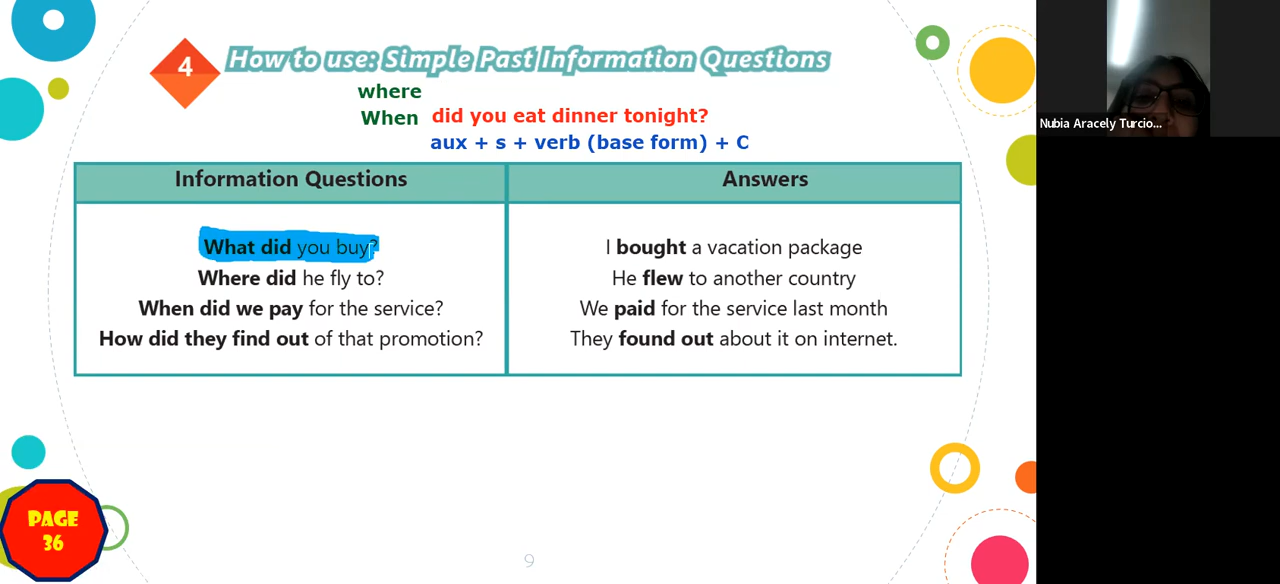 4
How to use: Simple Past Information Questions
where
When did you eat dinner tonight?
aux + s + verb (base form) + C
Information Questions
Answers
What did you buy?
I bought a vacation package
Where did he fly to?
He flew to another country
When did we pay for the service?
We paid for the service last month
How did they find out of that promotion?
They found out about it on internet.
PAGE
36
9
Nubia Aracely Turcio...